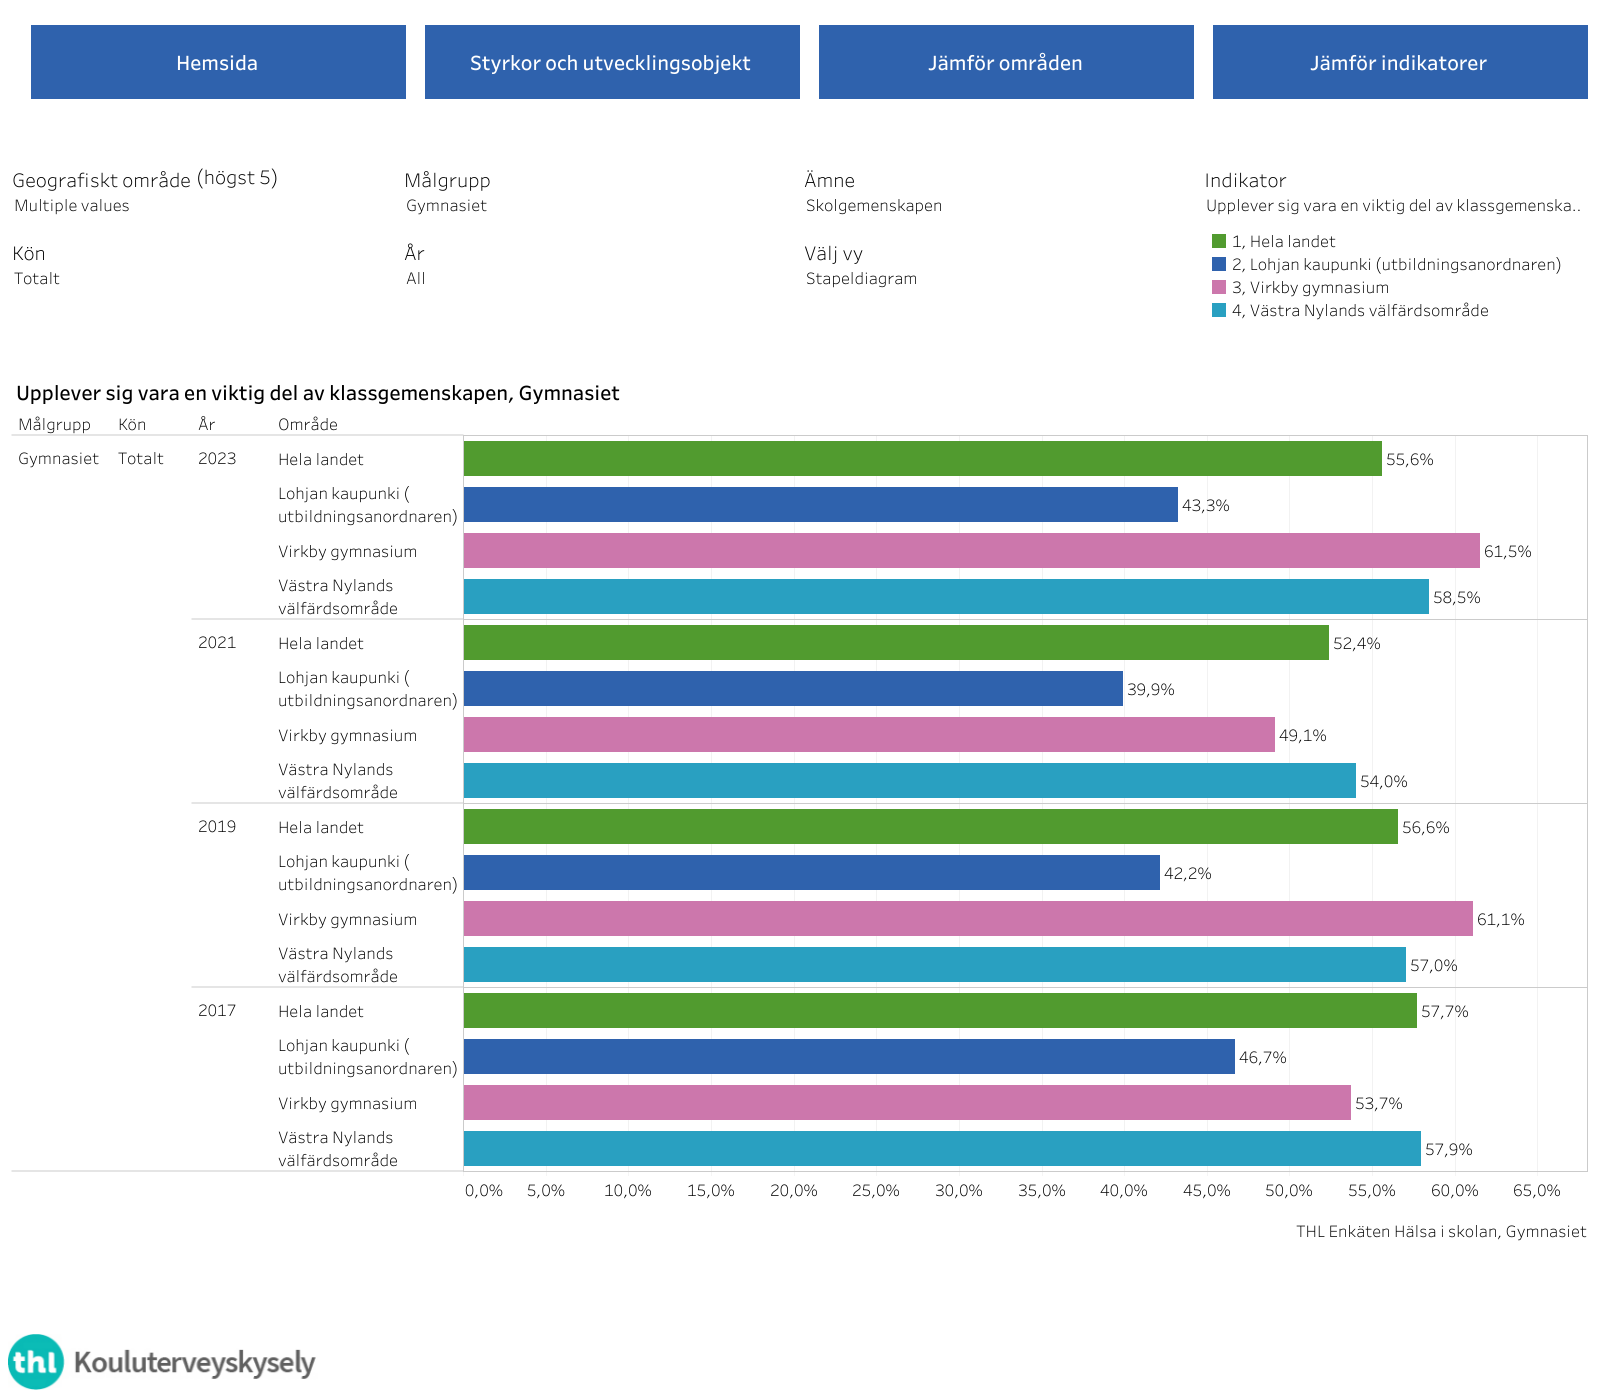 Hemsida
Styrkor och utvecklingsobjekt
Jämför områden
Jämför indikatorer
Geografiskt område (högst 5)
Multiple values
Målgrupp
Gymnasiet
Ämne
Skolgemenskapen
Indikator
Upplever sig vara en viktig del av klassgemenska..
Kön
Totalt
År
All
Välj vy
Stapeldiagram
1, Hela landet
2, Lohjan kaupunki (utbildningsanordnaren)
3, Virkby gymnasium
4, Västra Nylands välfärdsområde
Upplever sig vara en viktig del av klassgemenskapen, Gymnasiet
Målgrupp Kön År Område
Gymnasiet Totalt 2023 Hela landet 55,6%
Lohjan kaupunki (
utbildningsanordnaren) 43,3%
Virkby gymnasium 61,5%
Västra Nylands
välfärdsområde 58,5%
2021 Hela landet 52,4%
Lohjan kaupunki (
utbildningsanordnaren) 39,9%
Virkby gymnasium 49,1%
Västra Nylands
välfärdsområde 54,0%
2019 Hela landet 56,6%
Lohjan kaupunki (
utbildningsanordnaren) 42,2%
Virkby gymnasium 61,1%
Västra Nylands
välfärdsområde 57,0%
2017 Hela landet 57,7%
Lohjan kaupunki (
utbildningsanordnaren) 46,7%
Virkby gymnasium 53,7%
Västra Nylands
välfärdsområde 57,9%
0,0% 5,0% 10,0% 15,0% 20,0% 25,0% 30,0% 35,0% 40,0% 45,0% 50,0% 55,0% 60,0% 65,0%
THL Enkäten Hälsa i skolan, Gymnasiet
thl Kouluterveyskysely